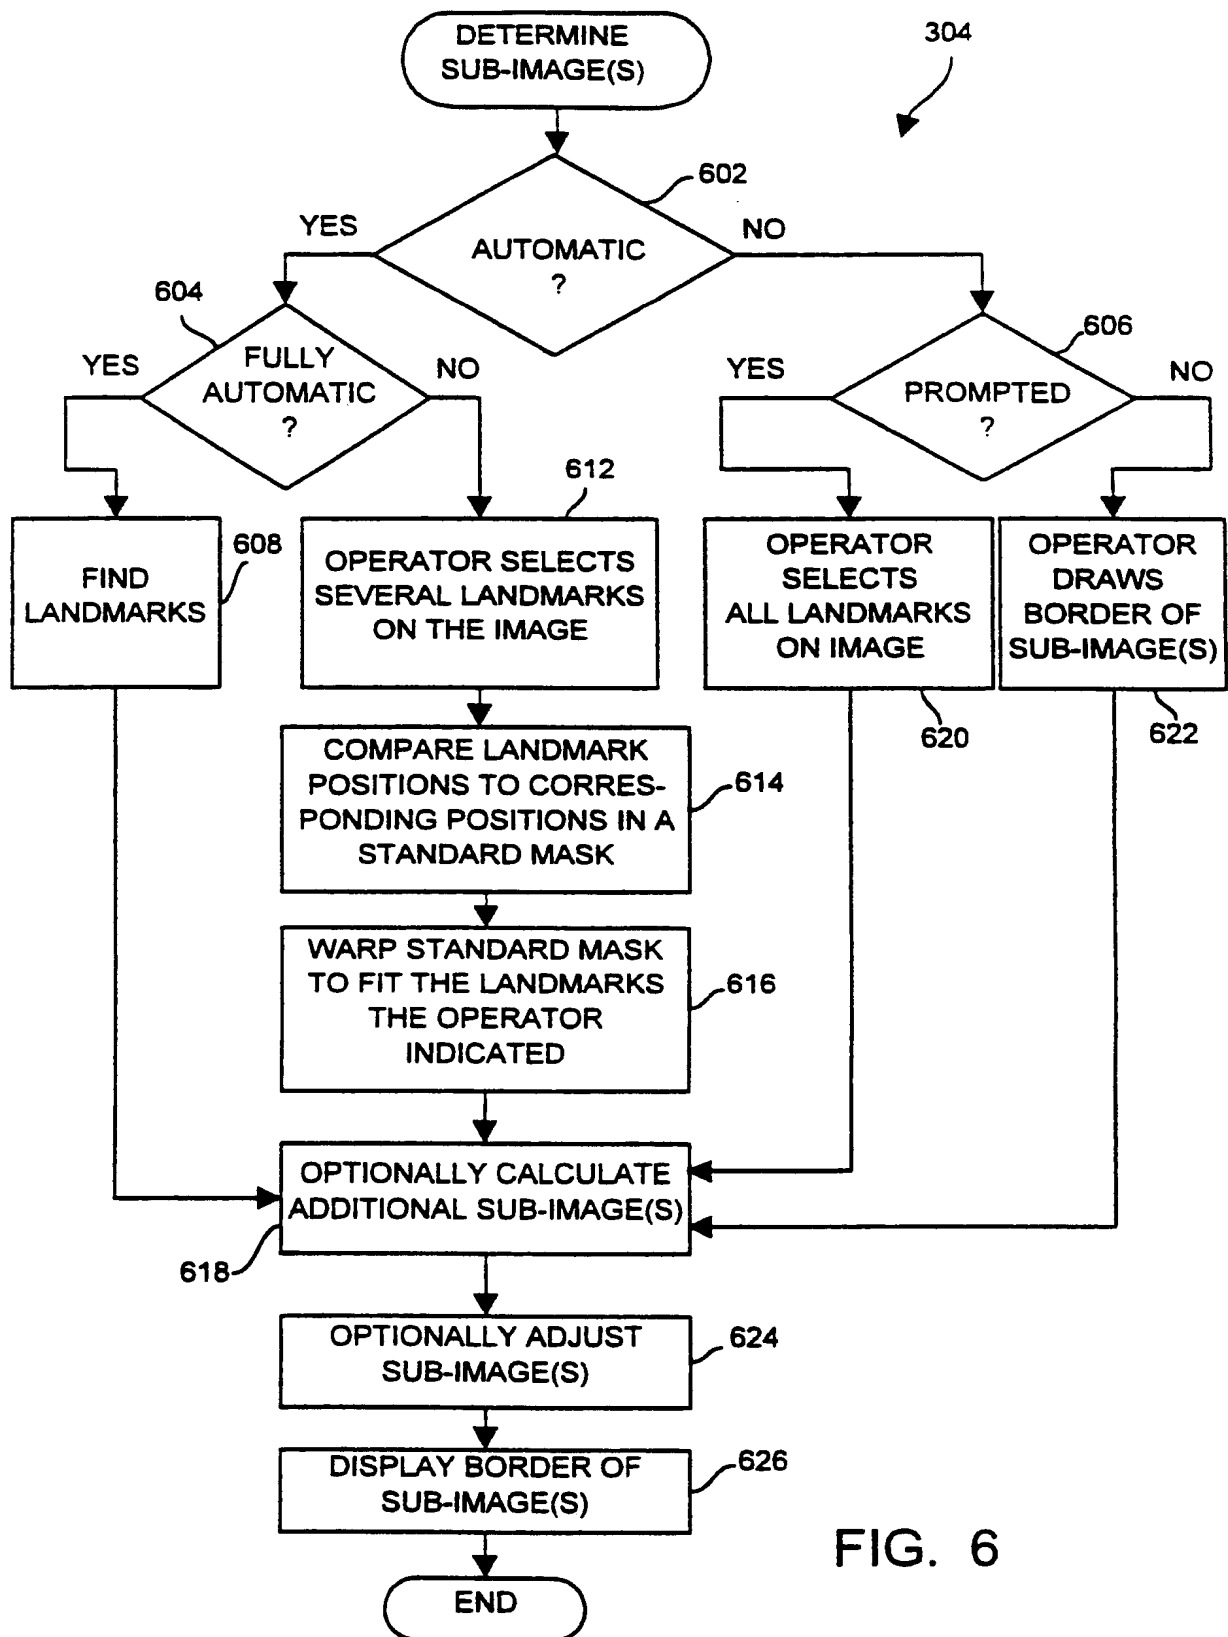 DETERMINE
SUB-IMAGE(S)
304
602
YES
NO
AUTOMATIC
?
604
606
YES
FULLY
AUTOMATIC
?
NO
YES
PROMPTED
?
NO
612
FIND
LANDMARKS
608
OPERATOR SELECTS
SEVERAL LANDMARKS
ON THE IMAGE
OPERATOR
SELECTS
ALL LANDMARKS
ON IMAGE
OPERATOR
DRAWS
BORDER OF
SUB-IMAGE(S)
620
622
COMPARE LANDMARK
POSITIONS TO CORRES-
PONDING POSITIONS IN A
STANDARD MASK
614
WARP STANDARD MASK
TO FIT THE LANDMARKS
THE OPERATOR
INDICATED
616
OPTIONALLY CALCULATE
ADDITIONAL SUB-IMAGE(S)
618
OPTIONALLY ADJUST
SUB-IMAGE(S)
624
DISPLAY BORDER OF
SUB-IMAGE(S)
626
END
FIG. 6